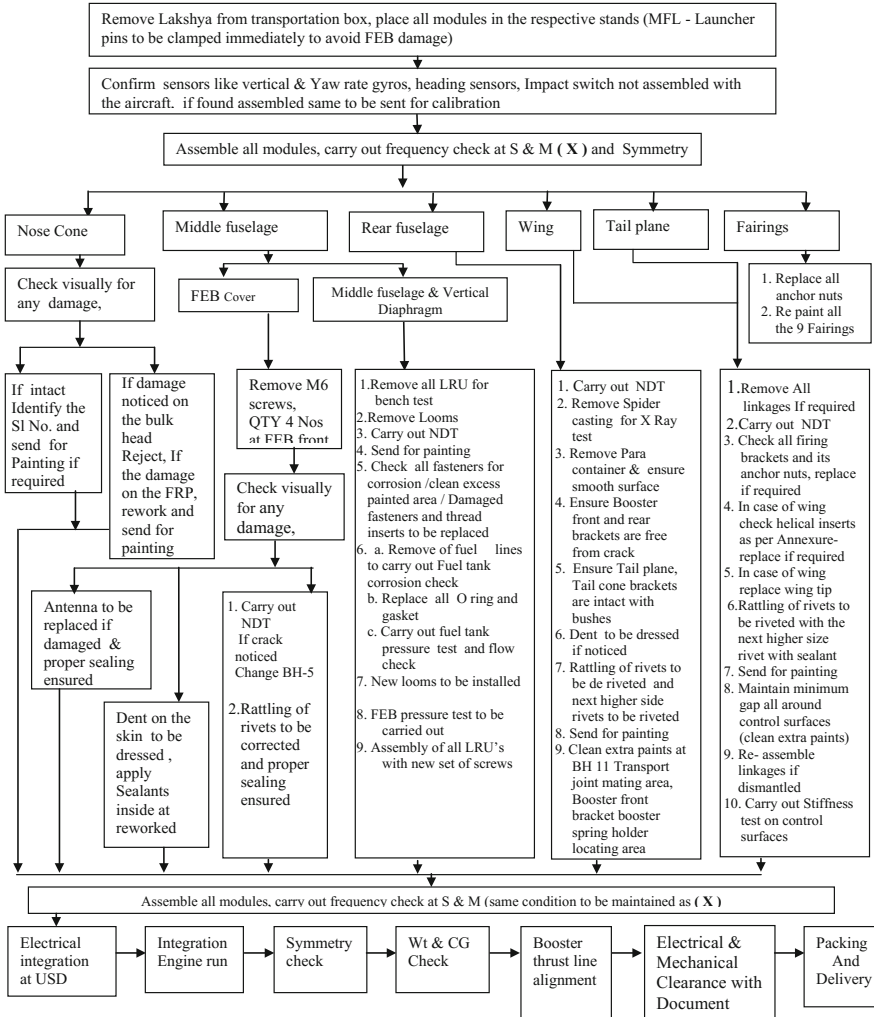 Remove Lakshya from transportation box, place all modules in the respective stands (MFL - Launcher
pins to be clamped immediately to avoid FEB damage)
Confirm sensors like vertical & Yaw rate gyros, heading sensors, Impact switch not assembled with
the aircraft. if found assembled same to be sent for calibration
Assemble all modules, carry out frequency check at S & M ( X ) and Symmetry
Nose Cone
Middle fuselage
Rear fuselage
Wing
Tail plane
Fairings
Check visually for
any damage,
FEB Cover
Middle fuselage & Vertical
Diaphragm
1. Replace all
anchor nuts
2. Re paint all
the 9 Fairings
If intact
Identify the
Sl No. and
send for
Painting if
required
If damage
noticed on
the bulk
head
Reject, If
the damage
on the FRP,
rework and
send for
painting
Remove M6
screws,
QTY 4 Nos
at FEB front
Check visually
for any
damage,
1.Remove all LRU for
bench test
2.Remove Looms
3. Carry out NDT
4. Send for painting
5. Check all fasteners for
corrosion /clean excess
painted area / Damaged
fasteners and thread
inserts to be replaced
6. a. Remove of fuel lines
to carry out Fuel tank
corrosion check
b. Replace all O ring and
gasket
c. Carry out fuel tank
pressure test and flow
check
7. New looms to be installed
8. FEB pressure test to be
carried out
9. Assembly of all LRU's
with new set of screws
1. Carry out NDT
2. Remove Spider
casting for X Ray
test
3. Remove Para
container & ensure
smooth surface
4. Ensure Booster
front and rear
brackets are free
from crack
5. Ensure Tail plane,
Tail cone brackets
are intact with
bushes
6. Dent to be dressed
if noticed
7. Rattling of rivets to
be de riveted and
next higher side
rivets to be riveted
8. Send for painting
9. Clean extra paints at
BH 11 Transport
joint mating area,
Booster front
bracket booster
spring holder
locating area
1.Remove All
linkages If required
2.Carry out NDT
3. Check all firing
brackets and its
anchor nuts, replace
if required
4. In case of wing
check helical inserts
as per Annexure-
replace if required
5. In case of wing
replace wing tip
6.Rattling of rivets to
be riveted with the
next higher size
rivet with sealant
7. Send for painting
8. Maintain minimum
gap all around
control surfaces
(clean extra paints)
9. Re- assemble
linkages if
dismantled
10. Carry out Stiffness
test on control
surfaces
Antenna to be
replaced if
damaged &
proper sealing
ensured
Dent on the
skin to be
dressed ,
apply
Sealants
inside at
reworked
1. Carry out
NDT
If crack
noticed
Change BH-5
2.Rattling of
rivets to be
corrected
and proper
sealing
ensured
Assemble all modules, carry out frequency check at S & M (same condition to be maintained as ( X )
Electrical
integration
at USD
Integration
Engine run
Symmetry
check
Wt & CG
Check
Booster
thrust line
alignment
Electrical &
Mechanical
Clearance with
Document
Packing
And
Delivery